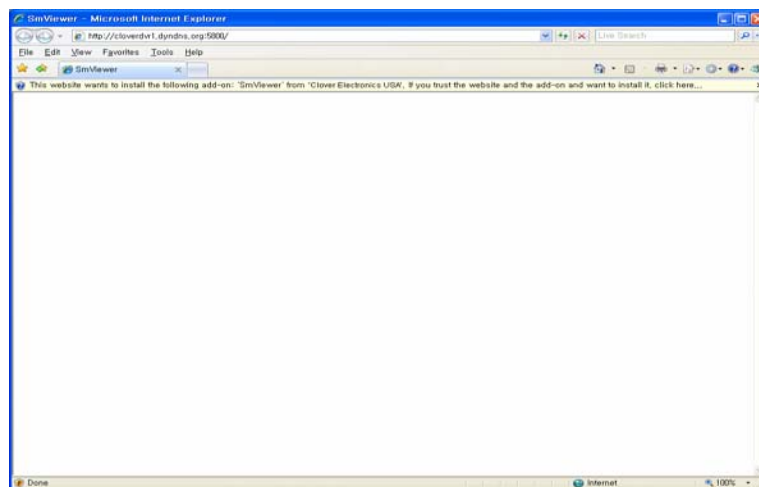 SmViewer - Microsoft Internet Explorer
http://cloverdvr1.dyndns.org:5800/
Live Search
File Edit View Favorites Tools Help
SmViewer
This website wants to install the following add-on: 'SmViewer' from 'Clover Electronics USA'. If you trust the website and the add-on and want to install it, click here...
Done
Internet
100%